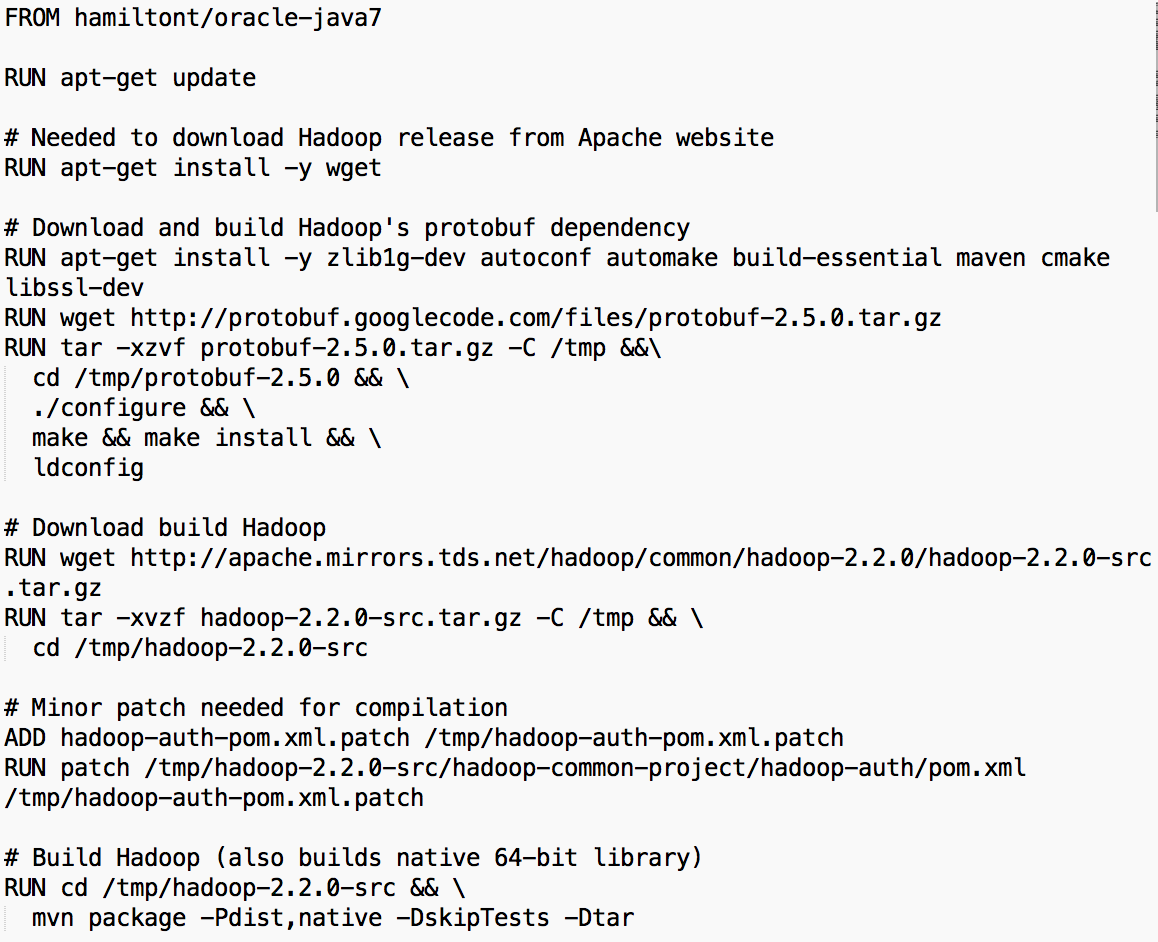 FROM hamiltont/oracle-java7

RUN apt-get update

# Needed to download Hadoop release from Apache website
RUN apt-get install -y wget

# Download and build Hadoop's protobuf dependency
RUN apt-get install -y zlib1g-dev autoconf automake build-essential maven cmake
libssl-dev
RUN wget http://protobuf.googlecode.com/files/protobuf-2.5.0.tar.gz
RUN tar -xzvf protobuf-2.5.0.tar.gz -C /tmp &&\
  cd /tmp/protobuf-2.5.0 && \
  ./configure && \
  make && make install && \
  ldconfig

# Download build Hadoop
RUN wget http://apache.mirrors.tds.net/hadoop/common/hadoop-2.2.0/hadoop-2.2.0-src
.tar.gz
RUN tar -xvzf hadoop-2.2.0-src.tar.gz -C /tmp && \
  cd /tmp/hadoop-2.2.0-src

# Minor patch needed for compilation
ADD hadoop-auth-pom.xml.patch /tmp/hadoop-auth-pom.xml.patch
RUN patch /tmp/hadoop-2.2.0-src/hadoop-common-project/hadoop-auth/pom.xml
/tmp/hadoop-auth-pom.xml.patch

# Build Hadoop (also builds native 64-bit library)
RUN cd /tmp/hadoop-2.2.0-src && \
  mvn package -Pdist,native -DskipTests -Dtar